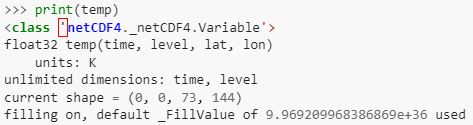 >>> print(temp)
<class 'netCDF4._netCDF4.Variable'>
float32 temp(time, level, lat, lon)
    units: K
unlimited dimensions: time, level
current shape = (0, 0, 73, 144)
filling on, default _FillValue of 9.969209968386869e+36 used